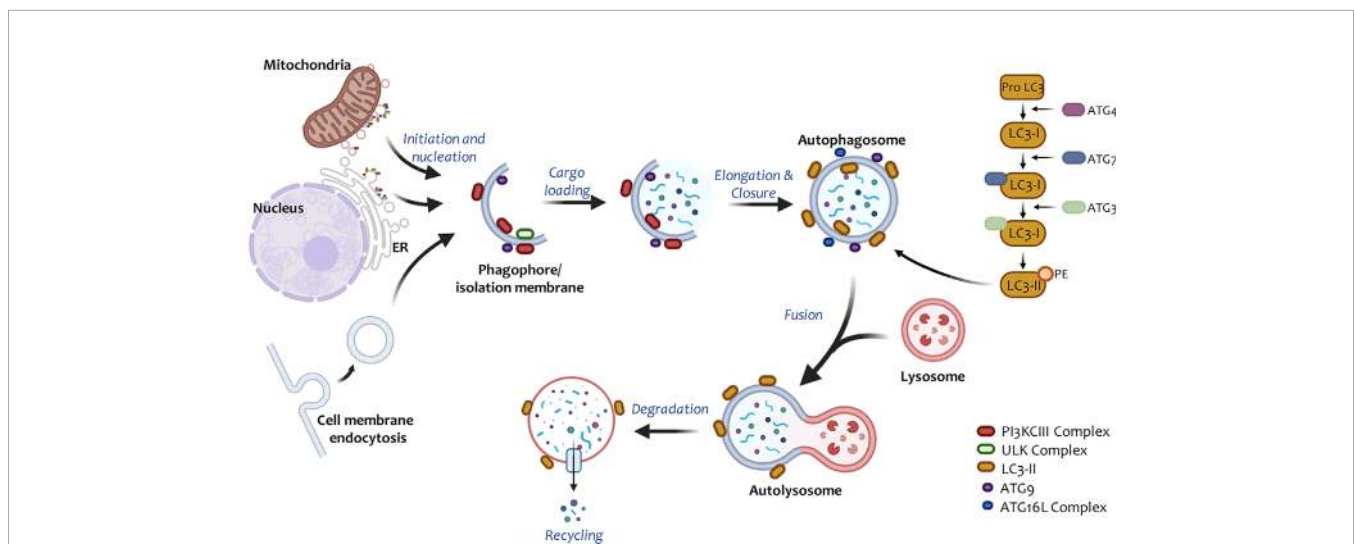 Mitochondria
Initiation and
nucleation
Nucleus
ER
Cell membrane
endocytosis
Phagophore/
isolation membrane
Cargo
loading
Elongation &
Closure
Autophagosome
Pro LC3
ATG4
LC3-I
ATG7
LC3-I
ATG3
LC3-I
PE
LC3-II
Fusion
Lysosome
Autolysosome
Degradation
Recycling
PI3KCIII Complex
ULK Complex
LC3-II
ATG9
ATG16L Complex